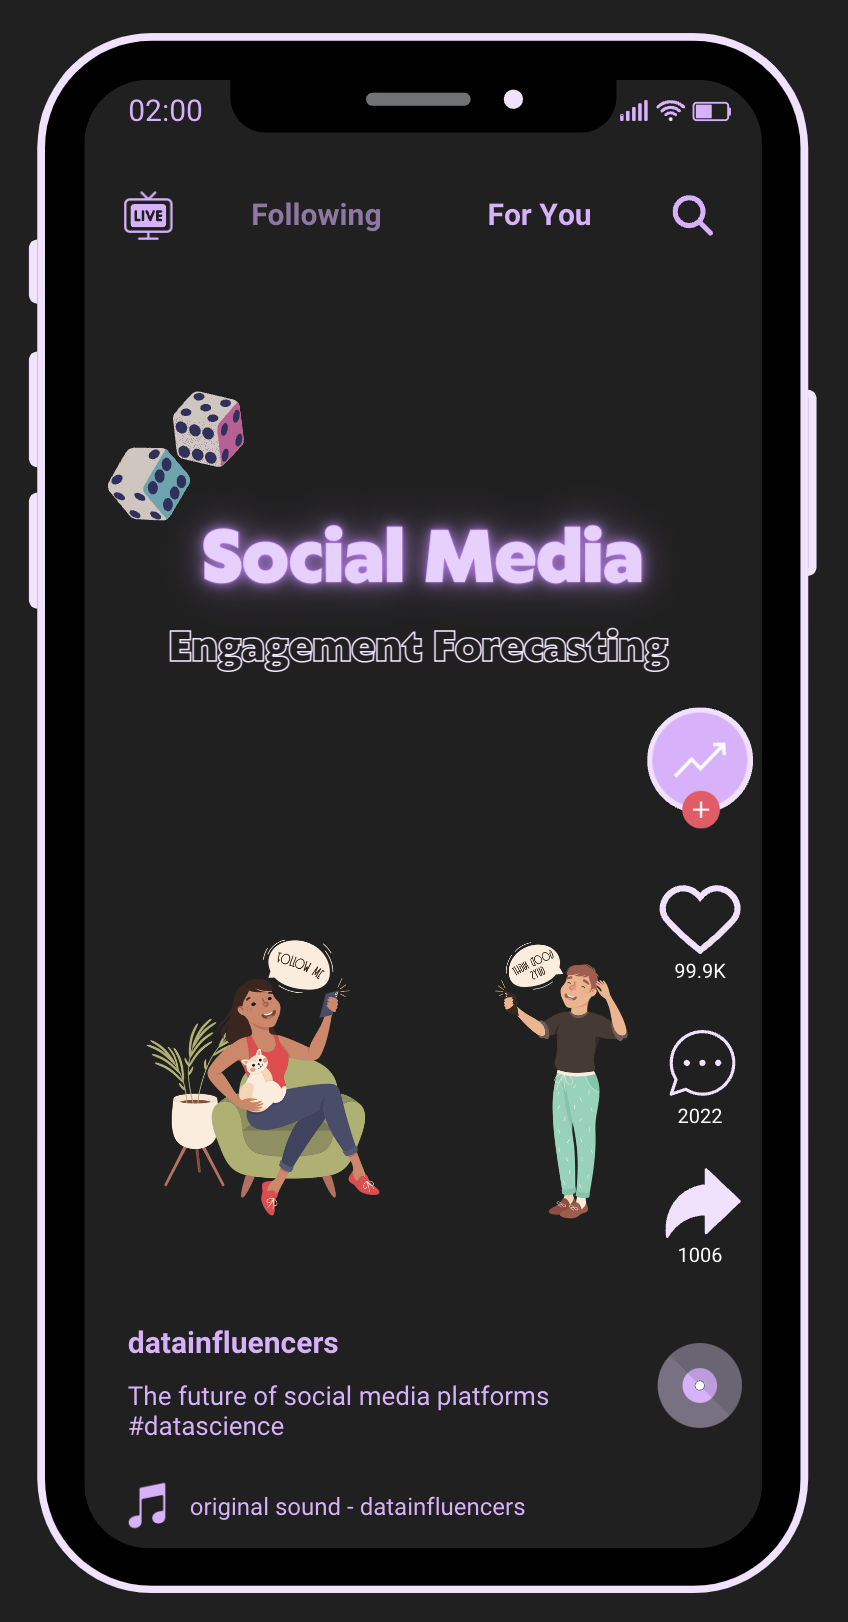 02:00
LIVE
Following
For You
Social Media
Engagement Forecasting
99.9K
FOLLOW ME
2022
1006
datainfluencers
The future of social media platforms
#datascience
original sound - datainfluencers